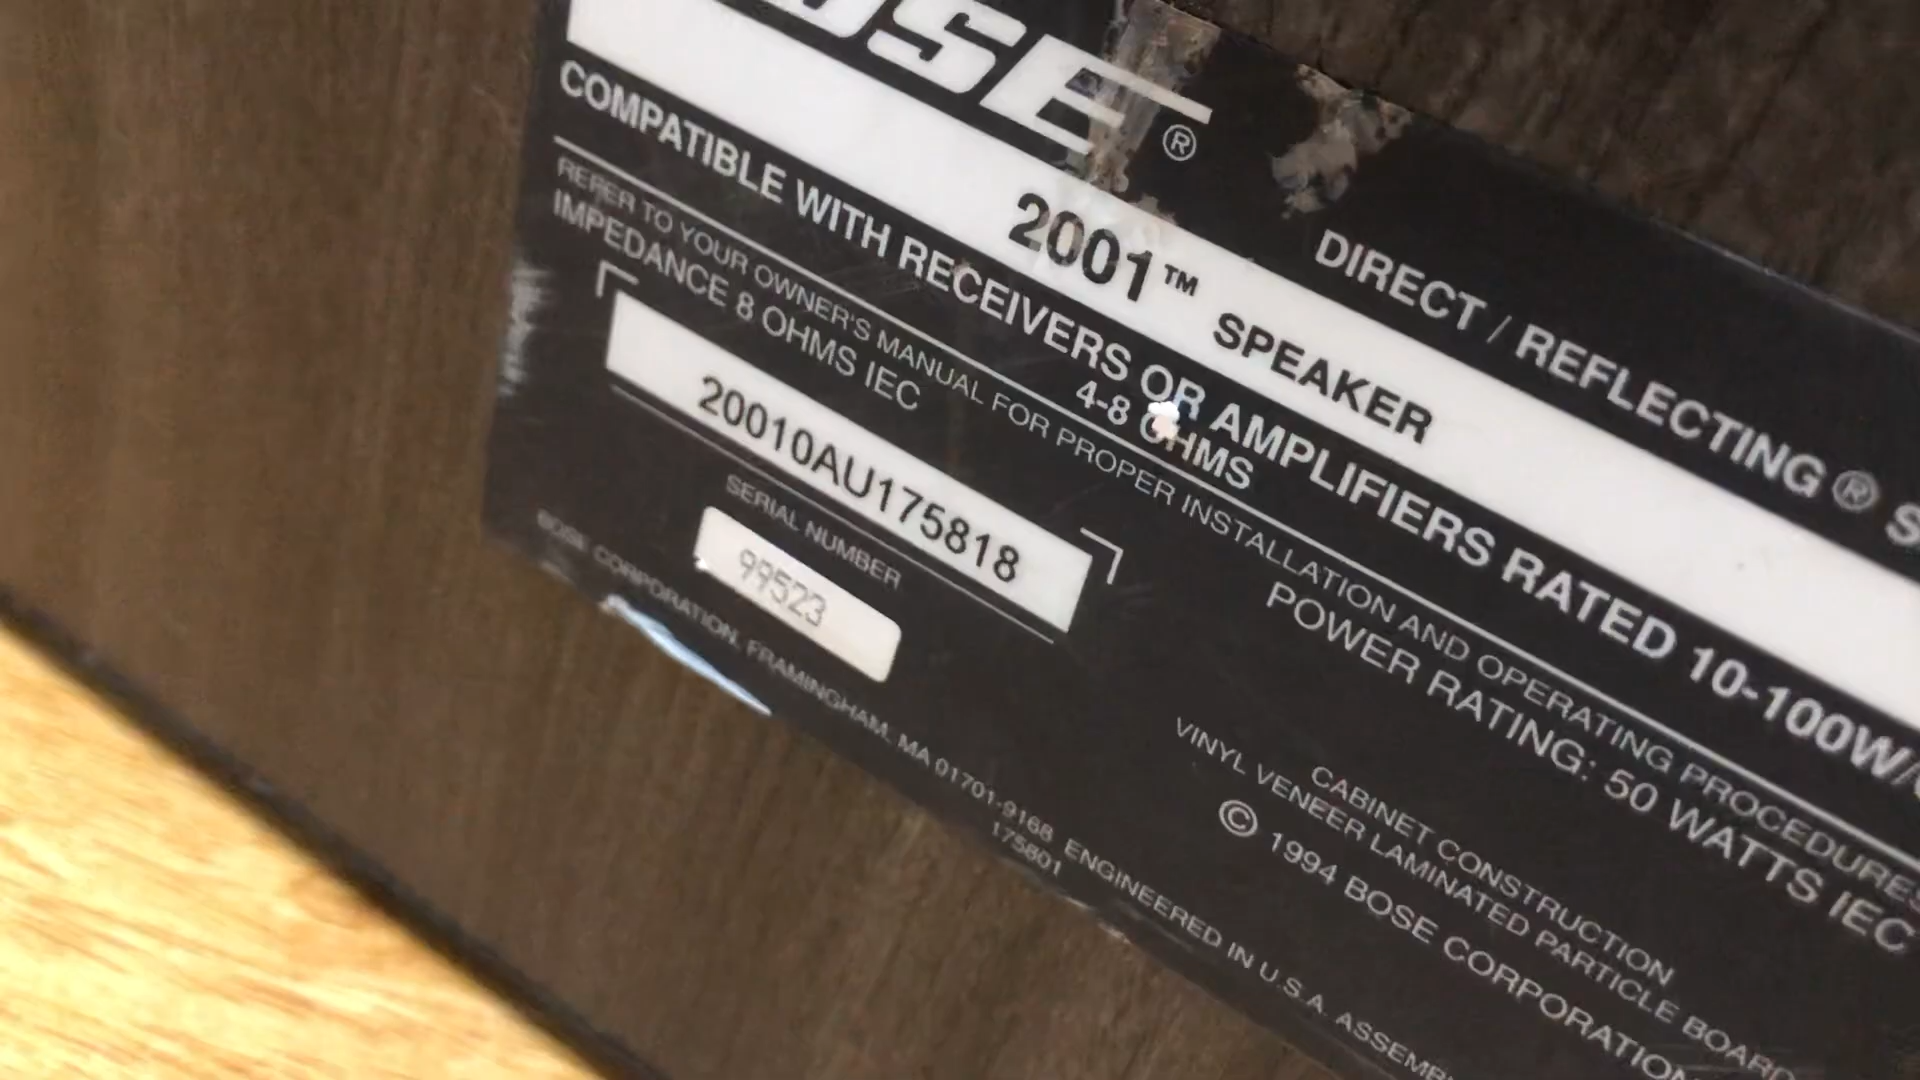 BOSE®
DIRECT / REFLECTING®
2001™ SPEAKER
COMPATIBLE WITH RECEIVERS OR AMPLIFIERS RATED 10-100W/
4-8 OHMS
REFER TO YOUR OWNER'S MANUAL FOR PROPER INSTALLATION AND OPERATING PROCEDURES
IMPEDANCE 8 OHMS IEC
POWER RATING: 50 WATTS IEC
20010AU175818
SERIAL NUMBER
99523
CABINET CONSTRUCTION
VINYL VENEER LAMINATED PARTICLE BOARD
© 1994 BOSE CORPORATION
BOSE CORPORATION, FRAMINGHAM, MA 01701-9168 ENGINEERED IN U.S.A. ASSEMB
175801